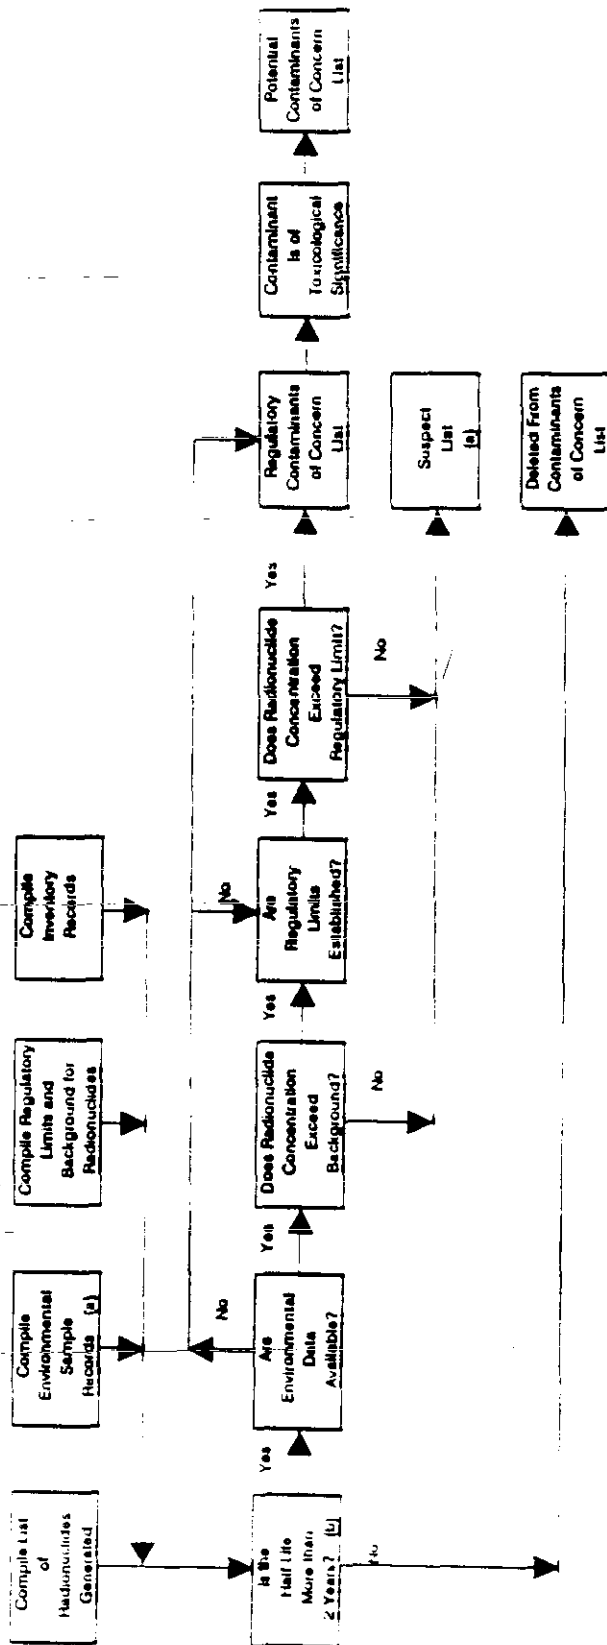 Compile List
of
Radionuclides
Generated
Compile
Environmental
Sample
Records (a)
Compile Regulatory
Limits and
Background for
Radionuclides
Compile
Inventory
Records
Is the
Half Life
More than
2 Years? (b)
Yes
No
Are
Environmental
Data
Available?
Yes
No
Does Radionuclide
Concentration
Exceed
Background?
Yes
No
Are
Regulatory
Limits
Established?
Yes
No
Does Radionuclide
Concentration
Exceed
Regulatory Limit?
Yes
No
Regulatory
Contaminants
of Concern
List
Contaminant
is of
Toxicological
Significance
Potential
Contaminants
of Concern
List
Suspect
List
(a)
Deleted From
Contaminants
of Concern
List